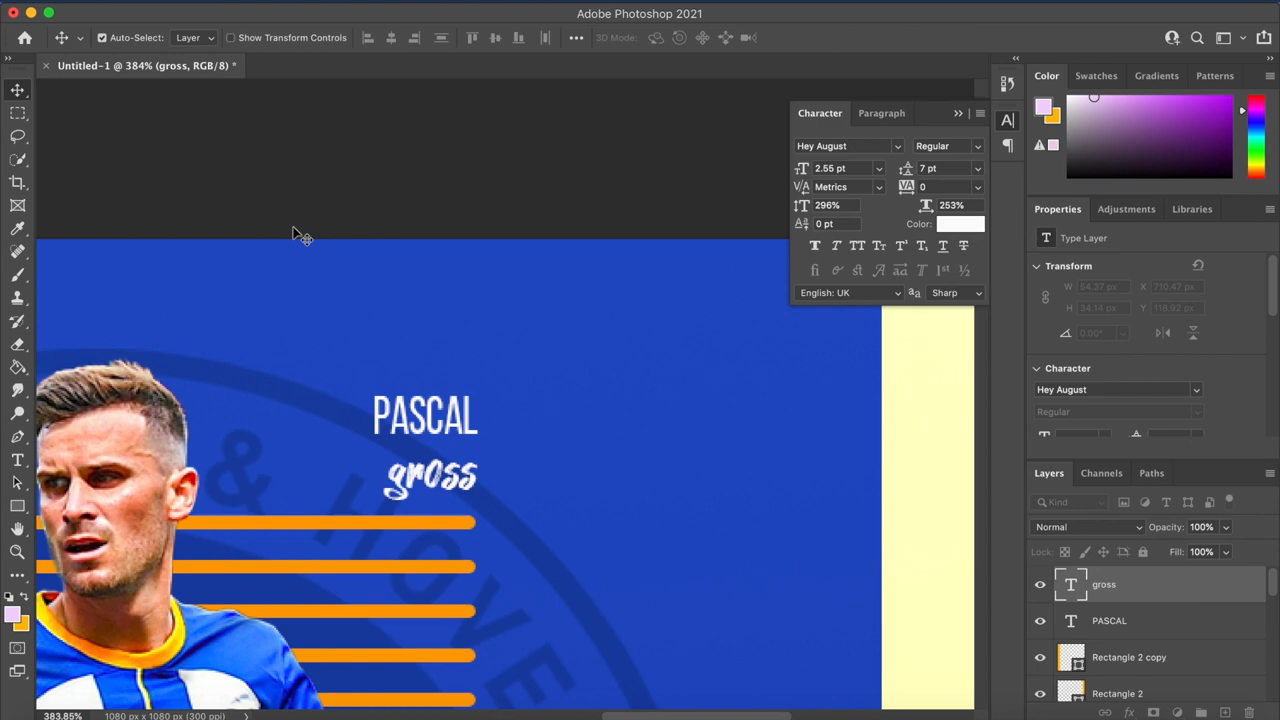 Adobe Photoshop 2021
Auto-Select: Layer Show Transform Controls 3D Mode:
Untitled-1 @ 384% (gross, RGB/8) *
Color Swatches Gradients Patterns
Character Paragraph
Hey August Regular
2.55 pt 7 pt
Metrics 0
296% 253%
0 pt Color:
English: UK Sharp
Properties Adjustments Libraries
Type Layer
Transform
W 54.37 px X 710.47 px
H 34.14 px Y 118.92 px
0.00°
Character
Hey August
Regular
Layers Channels Paths
Kind
Normal Opacity: 100%
Lock: Fill: 100%
gross
PASCAL
Rectangle 2 copy
Rectangle 2
PASCAL
gross
& HOVE
383.85% 1080 px x 1080 px (300 ppi)